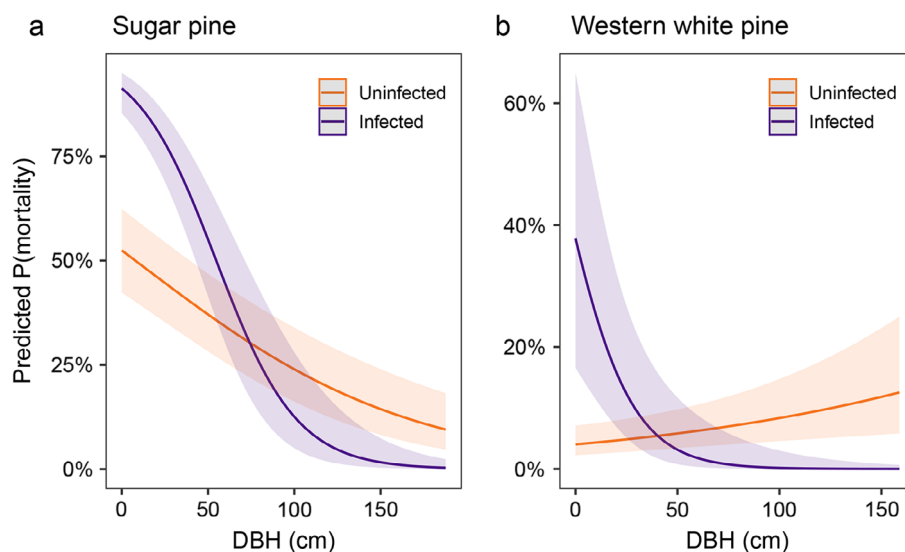 a Sugar pine
b Western white pine
Predicted P(mortality)
75%
50%
25%
0%
Uninfected
Infected
0 50 100 150
DBH (cm)
60%
40%
20%
0%
Uninfected
Infected
0 50 100 150
DBH (cm)